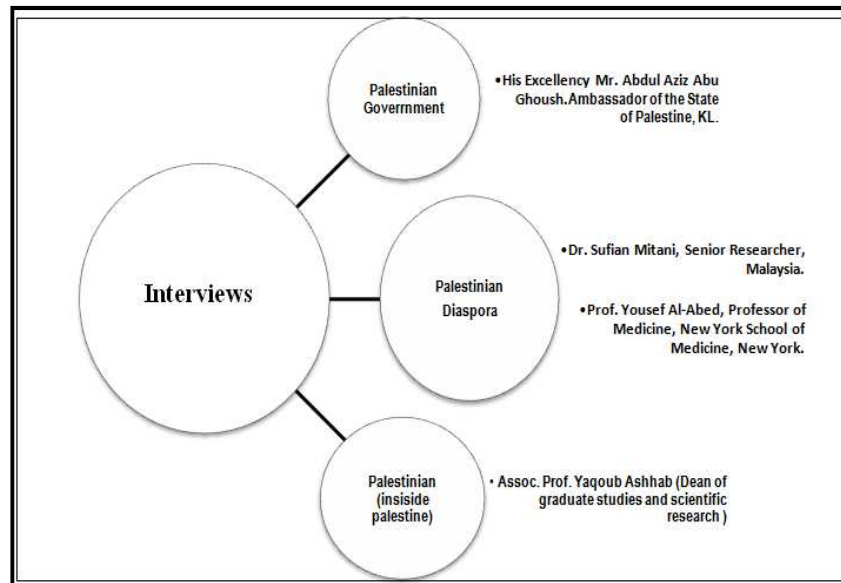 Palestinian
Goverrnment
•His Excellency Mr. Abdul Aziz Abu
Ghoush.Ambassador of the State
of Palestine, KL.
Interviews
Palestinian
Diaspora
•Dr. Sufian Mitani, Senior Researcher,
Malaysia.
•Prof. Yousef Al-Abed, Professor of
Medicine, New York School of
Medicine, New York.
Palestinian
(insiside
palestine)
• Assoc. Prof. Yaqoub Ashhab (Dean of
graduate studies and scientific
research )